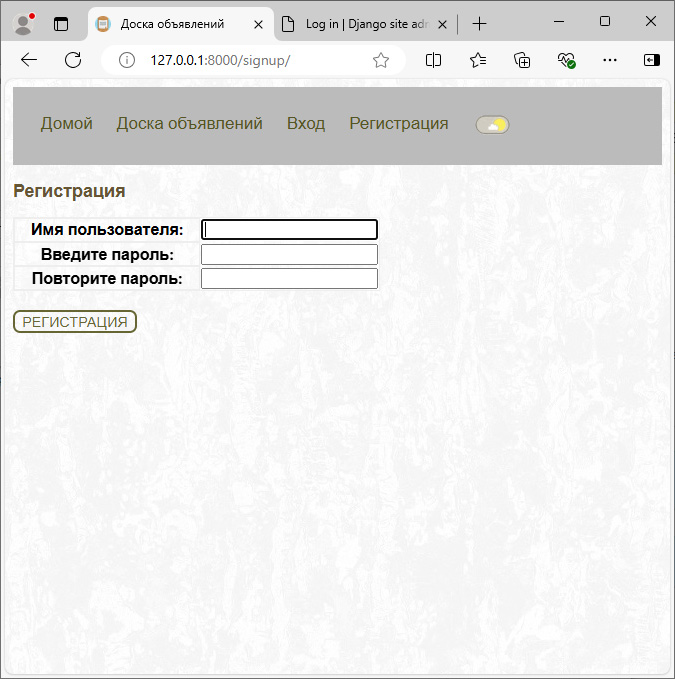 Доска объявлений
Log in | Django site adr
127.0.0.1:8000/signup/
Домой Доска объявлений Вход Регистрация
Регистрация
Имя пользователя:
Введите пароль:
Повторите пароль:
РЕГИСТРАЦИЯ